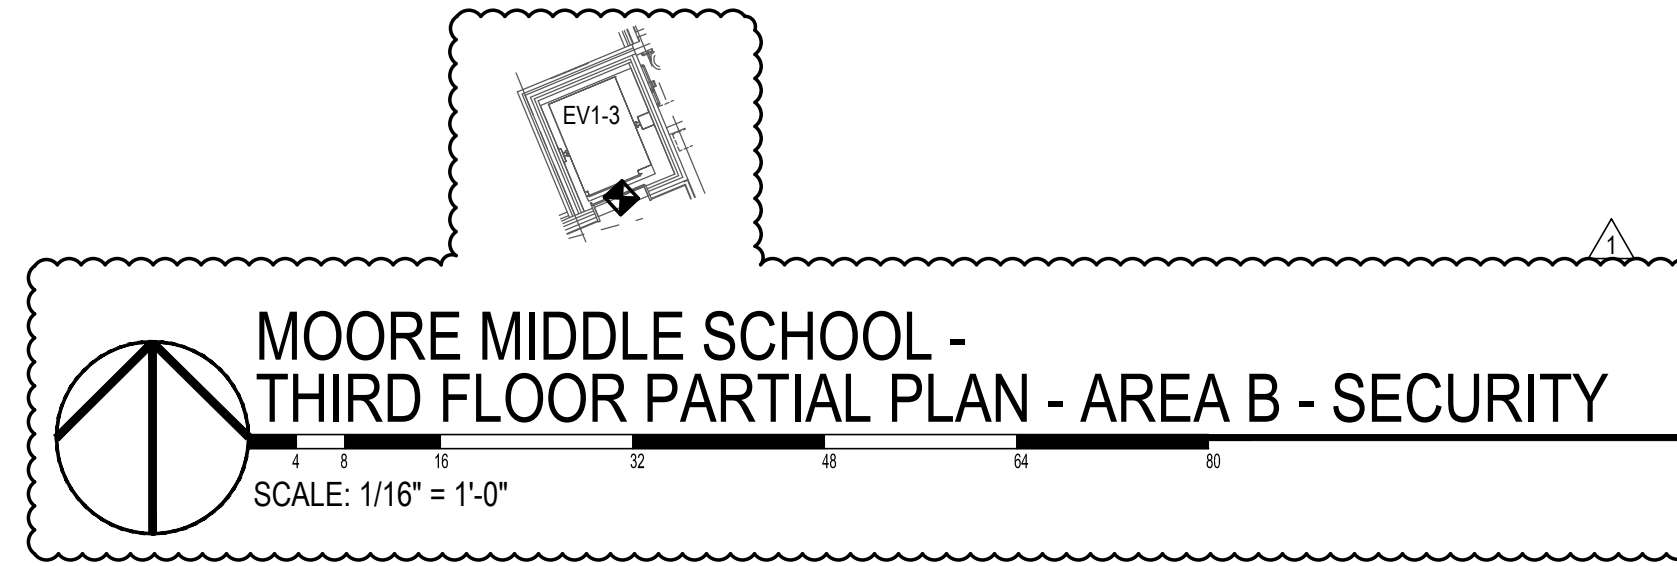 EV1-3
1
MOORE MIDDLE SCHOOL -
THIRD FLOOR PARTIAL PLAN - AREA B - SECURITY
4 8 16 32 48 64 80
SCALE: 1/16" = 1'-0"